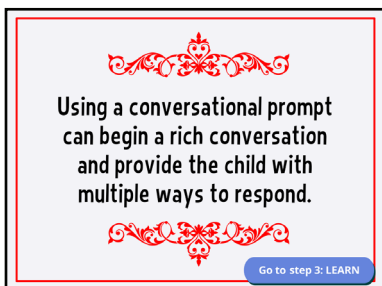 Using a conversational prompt
can begin a rich conversation
and provide the child with
multiple ways to respond.
Go to step 3: LEARN